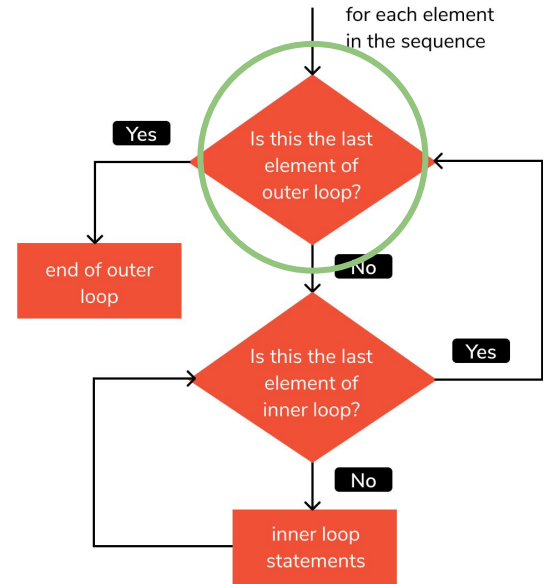 for each element
in the sequence
Is this the last
element of
outer loop?
Yes
end of outer
loop
No
Is this the last
element of
inner loop?
Yes
No
inner loop
statements